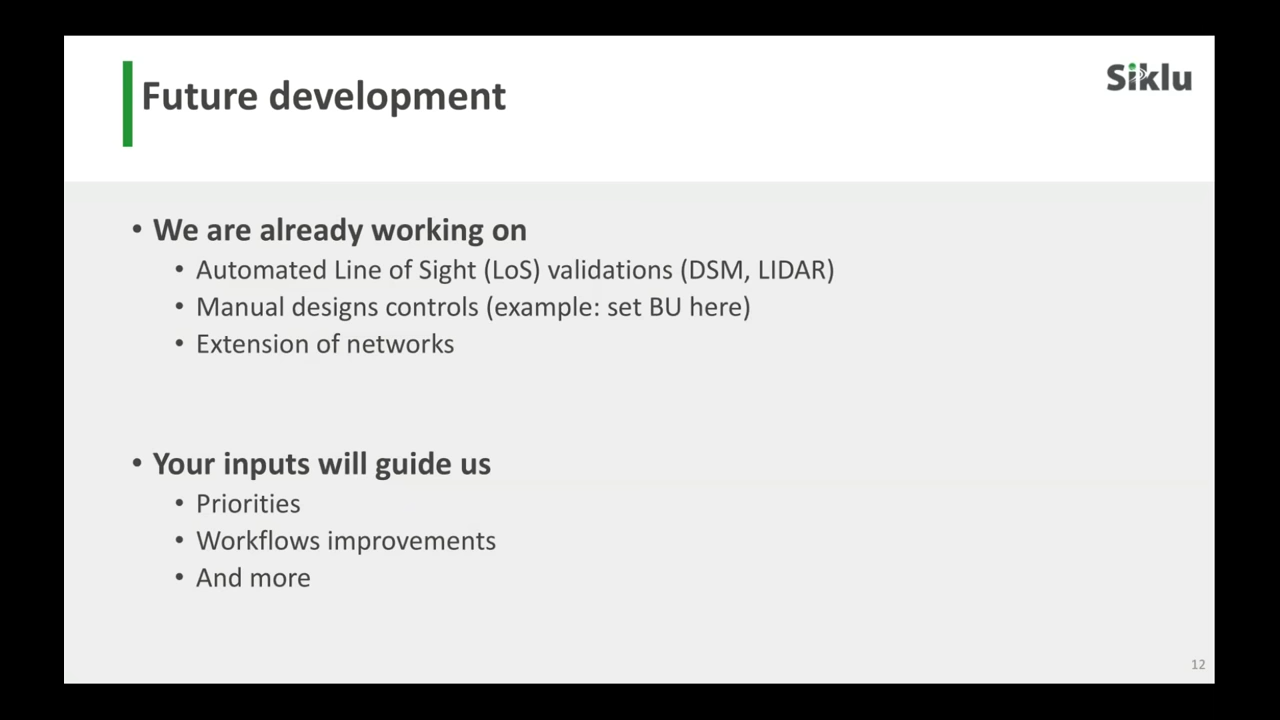 Future development
Siklu
• We are already working on
• Automated Line of Sight (LoS) validations (DSM, LIDAR)
• Manual designs controls (example: set BU here)
• Extension of networks
• Your inputs will guide us
• Priorities
• Workflows improvements
• And more
12